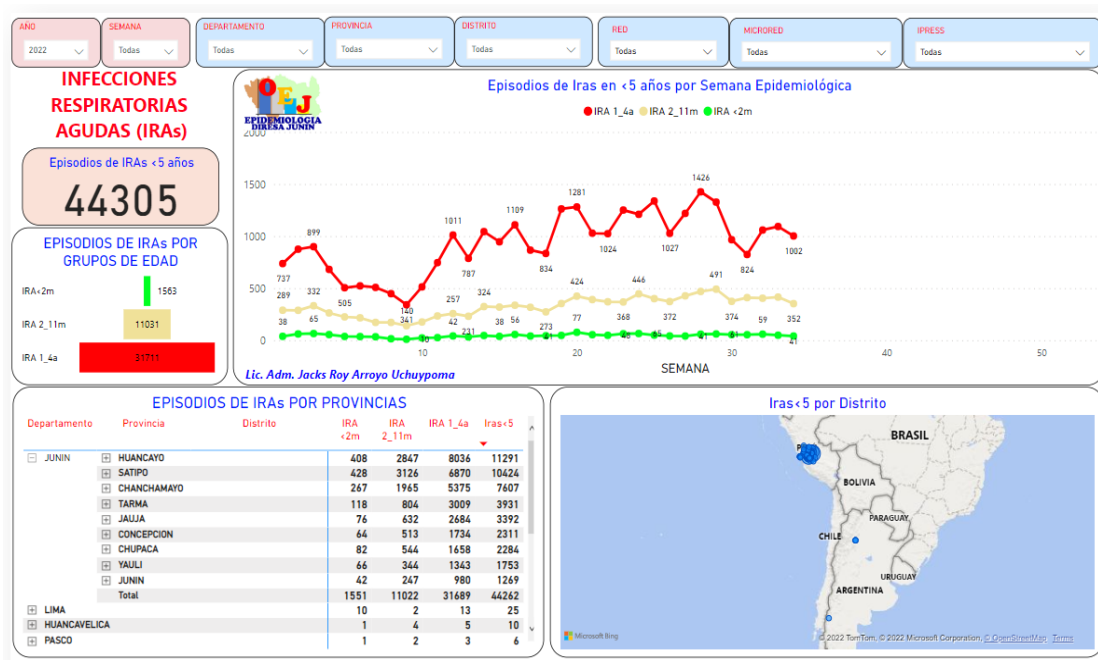 AÑO
2022
SEMANA
Todas
DEPARTAMENTO
Todas
PROVINCIA
Todas
DISTRITO
Todas
RED
Todas
MICRORED
Todas
IPRESS
Todas
INFECCIONES
RESPIRATORIAS
AGUDAS (IRAs)
Episodios de IRAs <5 años
44305
EPISODIOS DE IRAs POR
GRUPOS DE EDAD
IRA<2m 1563
IRA 2_11m 11031
IRA 1_4a 31711
OEJ
EPIDEMIOLOGIA
DIRESA JUNIN
Episodios de Iras en <5 años por Semana Epidemiológica
IRA 1_4a IRA 2_11m IRA <2m
2000
1500
1000
500
0
737 899 505 341 1011 787 1109 834 1281 1024 1027 1426 824 1002
289 332 140 257 231 324 273 424 368 446 372 491 374 352
38 65 10 42 38 56 41 77 48 65 41 61 59 41
10 20 30 40 50
SEMANA
Lic. Adm. Jacks Roy Arroyo Uchuypoma
EPISODIOS DE IRAs POR PROVINCIAS
Departamento Provincia Distrito IRA <2m IRA 2_11m IRA 1_4a Iras<5
JUNIN HUANCAYO 408 2847 8036 11291
SATIPO 428 3126 6870 10424
CHANCHAMAYO 267 1965 5375 7607
TARMA 118 804 3009 3931
JAUJA 76 632 2684 3392
CONCEPCION 64 513 1734 2311
CHUPACA 82 544 1658 2284
YAULI 66 344 1343 1753
JUNIN 42 247 980 1269
Total 1551 11022 31689 44262
LIMA 10 2 13 25
HUANCAVELICA 1 4 5 10
PASCO 1 2 3 6
Iras<5 por Distrito
BRASIL
BOLIVIA
PARAGUAY
CHILE
URUGUAY
ARGENTINA
Microsoft Bing
© 2022 TomTom, © 2022 Microsoft Corporation, © OpenStreetMap Terms